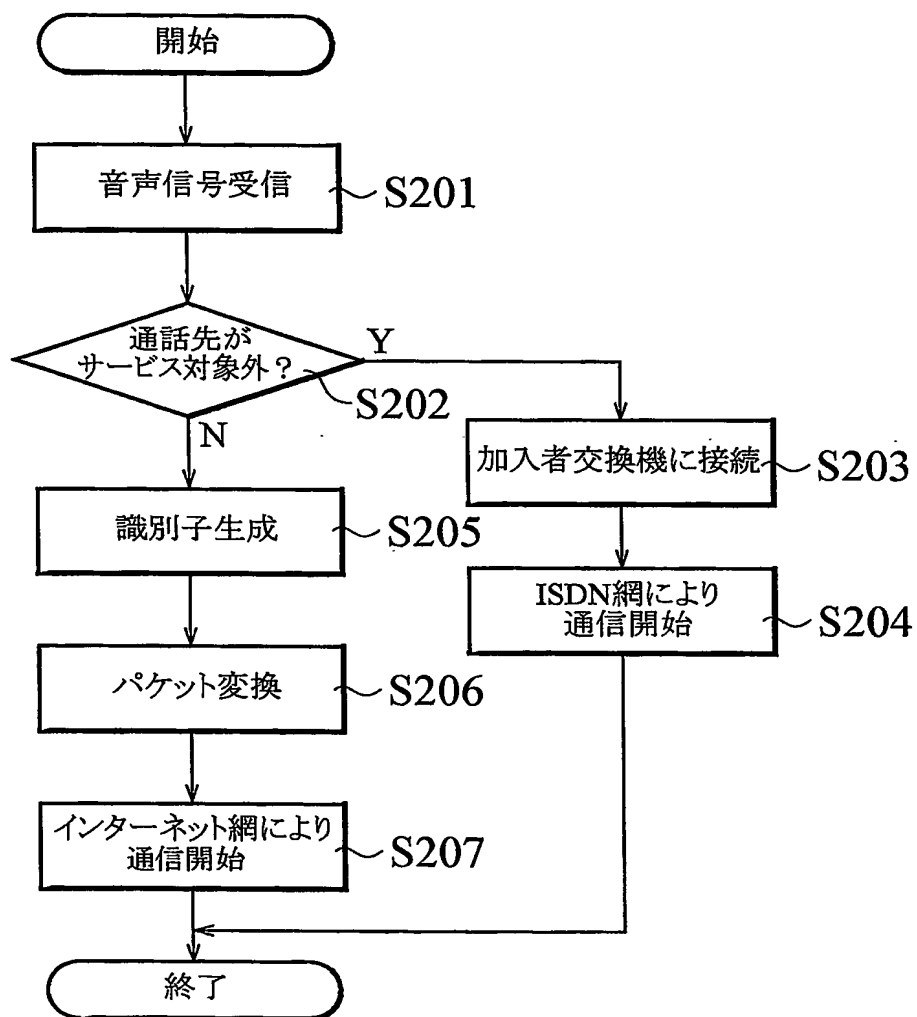 開始
音声信号受信
S201
通話先が
サービス対象外？
S202
Y
N
加入者交換機に接続
S203
ISDN網により
通信開始
S204
識別子生成
S205
パケット変換
S206
インターネット網により
通信開始
S207
終了